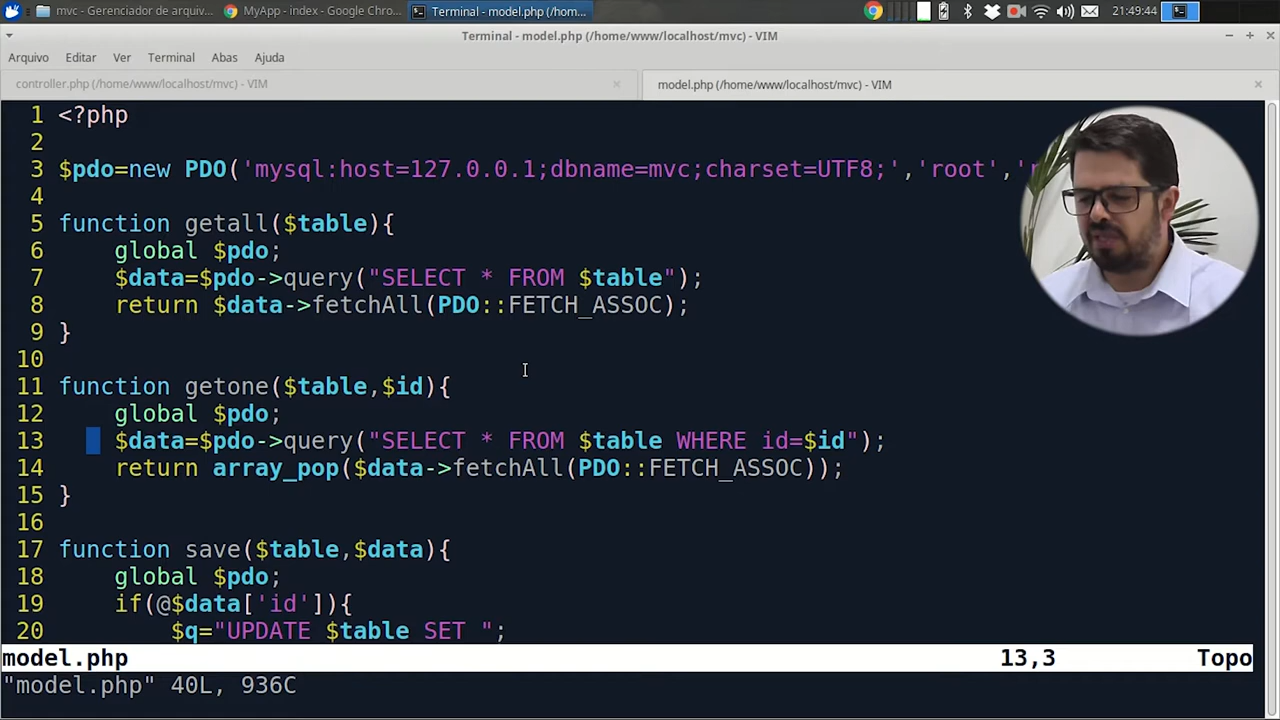 mvc - Gerenciador de arquiv... MyApp - index - Google Chro... Terminal - model.php (/hom... 21:49:44
Terminal - model.php (/home/www/localhost/mvc) - VIM
Arquivo Editar Ver Terminal Abas Ajuda
controller.php (/home/www/localhost/mvc) - VIM model.php (/home/www/localhost/mvc) - VIM
1 <?php
2
3 $pdo=new PDO('mysql:host=127.0.0.1;dbname=mvc;charset=UTF8;','root','
4
5 function getall($table){
6 global $pdo;
7 $data=$pdo->query("SELECT * FROM $table");
8 return $data->fetchAll(PDO::FETCH_ASSOC);
9 }
10
11 function getone($table,$id){
12 global $pdo;
13 $data=$pdo->query("SELECT * FROM $table WHERE id=$id");
14 return array_pop($data->fetchAll(PDO::FETCH_ASSOC));
15 }
16
17 function save($table,$data){
18 global $pdo;
19 if(@$data['id']){
20 $q="UPDATE $table SET ";
model.php 13,3 Topo
"model.php" 40L, 936C